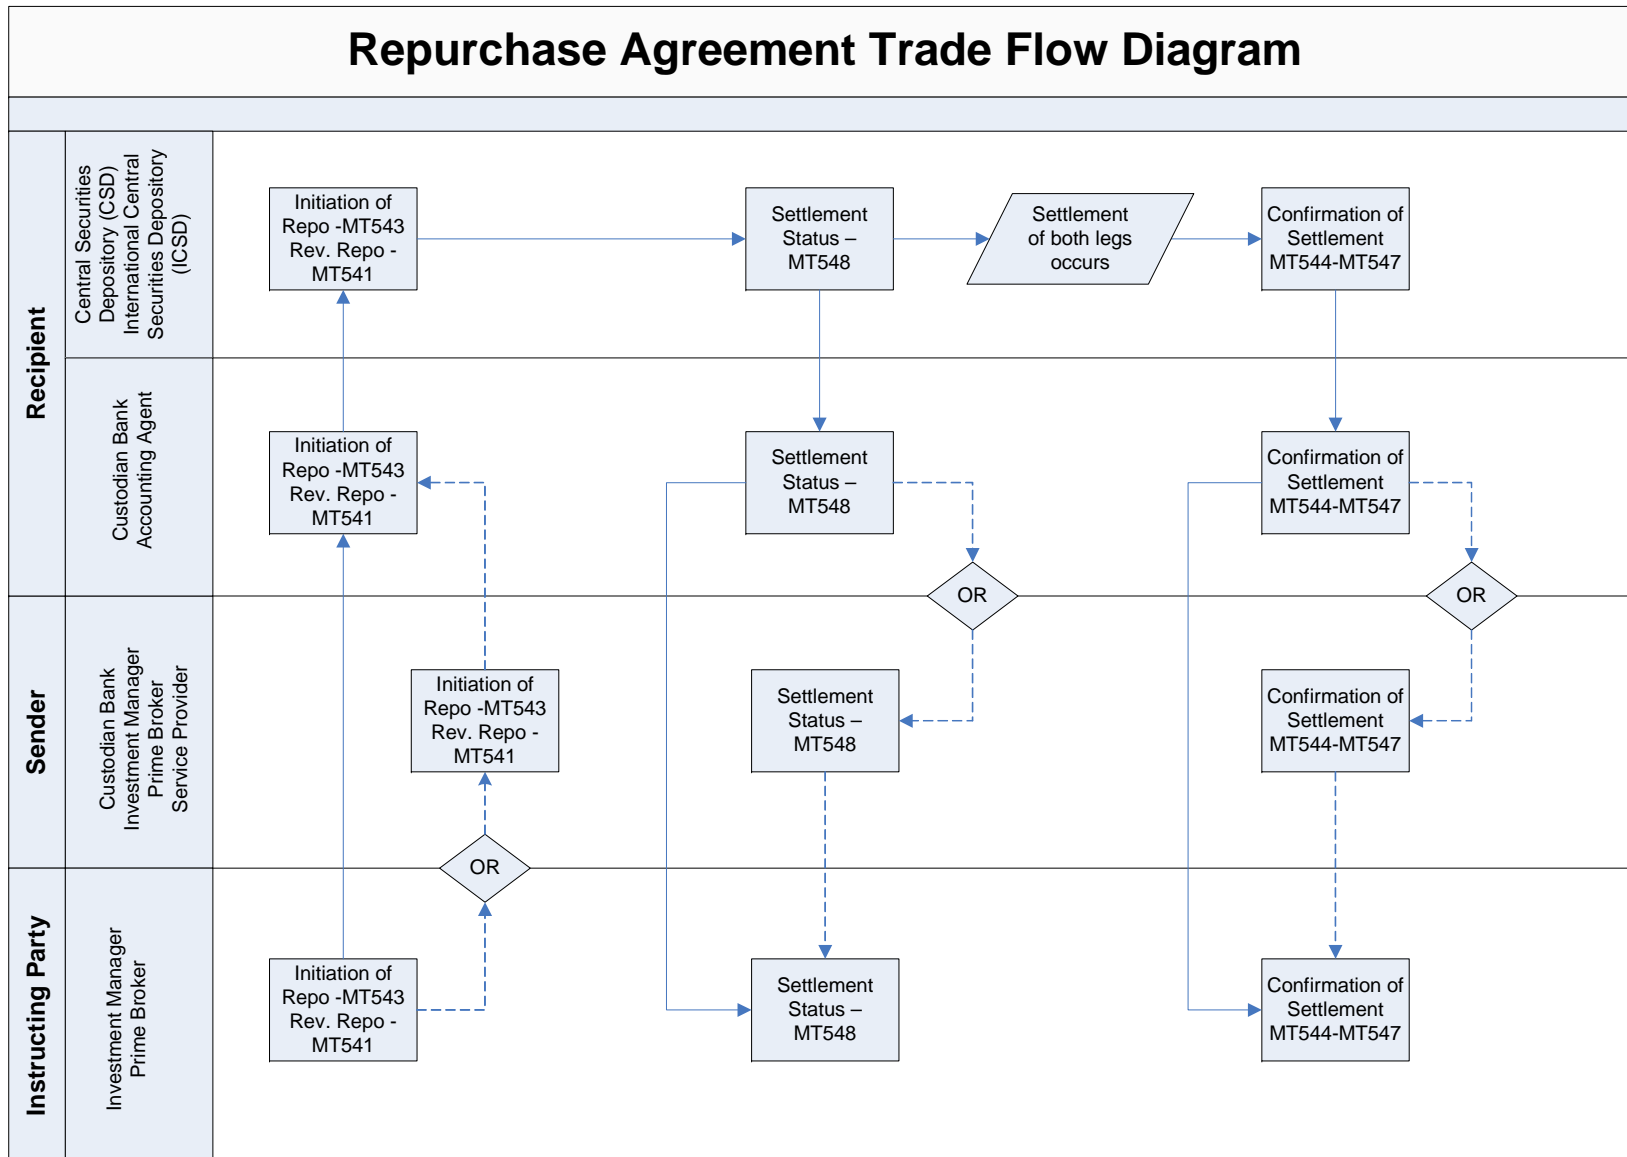 Repurchase Agreement Trade Flow Diagram
Recipient
Central Securities
Depository (CSD)
International Central
Securities Depository
(ICSD)
Initiation of
Repo -MT543
Rev. Repo -
MT541
Settlement
Status –
MT548
Settlement
of both legs
occurs
Confirmation of
Settlement
MT544-MT547
Custodian Bank
Accounting Agent
Initiation of
Repo -MT543
Rev. Repo -
MT541
Settlement
Status –
MT548
Confirmation of
Settlement
MT544-MT547
OR
OR
Sender
Custodian Bank
Investment Manager
Prime Broker
Service Provider
Initiation of
Repo -MT543
Rev. Repo -
MT541
Settlement
Status –
MT548
Confirmation of
Settlement
MT544-MT547
OR
Instructing Party
Investment Manager
Prime Broker
Initiation of
Repo -MT543
Rev. Repo -
MT541
Settlement
Status –
MT548
Confirmation of
Settlement
MT544-MT547